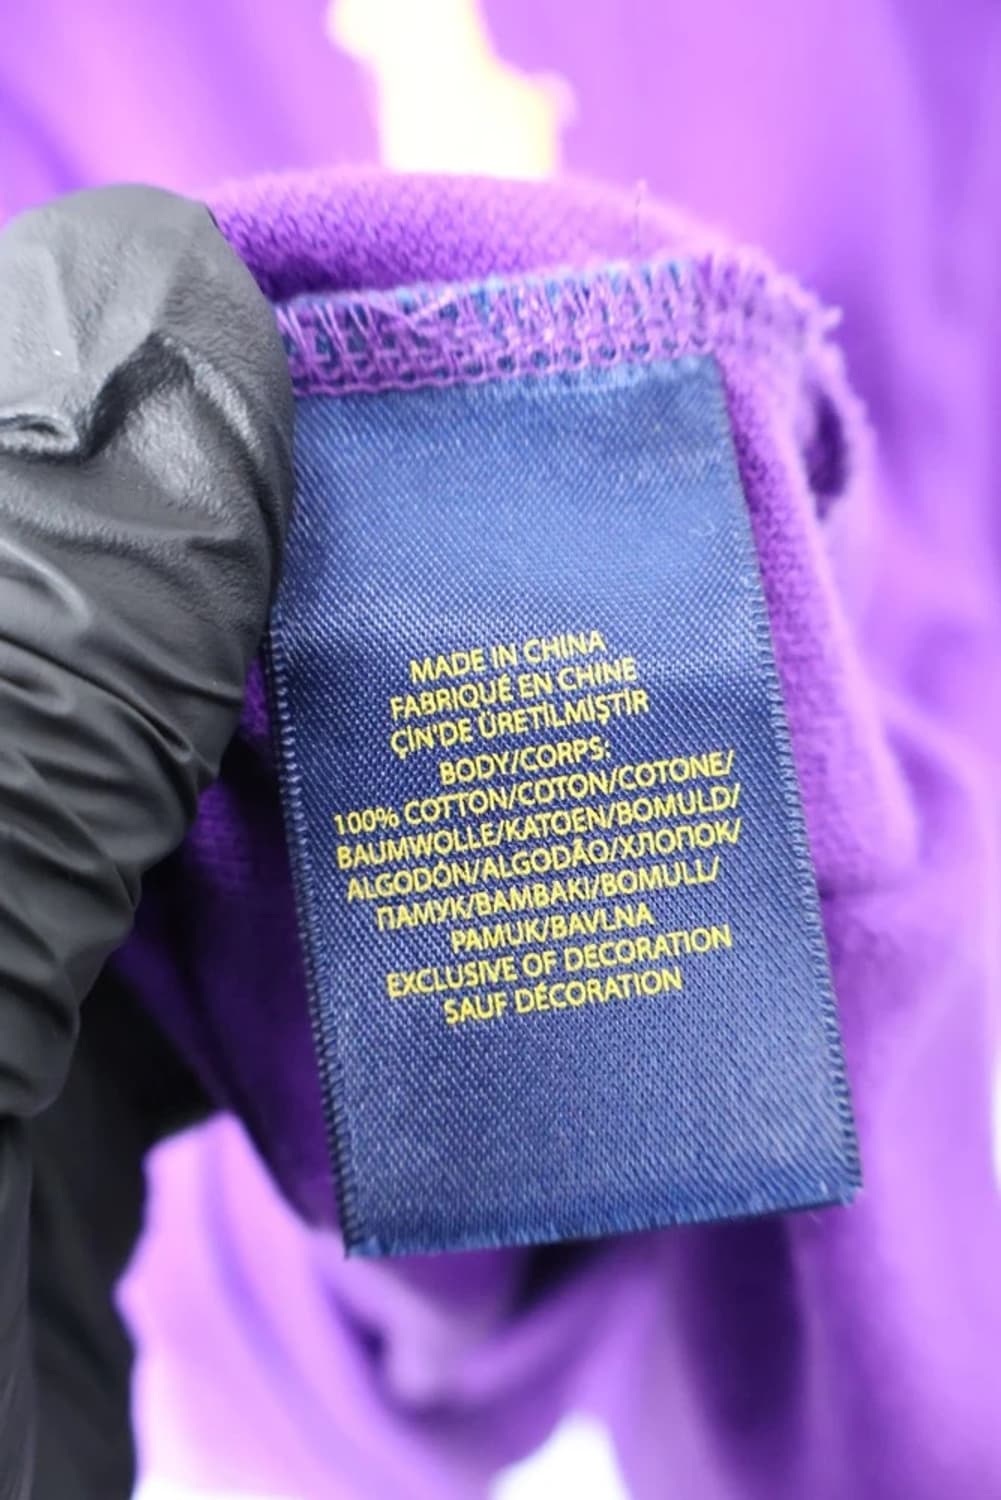 MADE IN CHINA
FABRIQUÉ EN CHINE
ÇİN'DE ÜRETİLMİŞTİR
BODY/CORPS:
100% COTTON/COTON/COTONE/
BAUMWOLLE/KATOEN/BOMULD/
ALGODÓN/ALGODÃO/ХЛОПОК/
ПАМУК/ΒΑΜΒΑΚΙ/BOMULL/
PAMUK/BAVLNA
EXCLUSIVE OF DECORATION
SAUF DÉCORATION